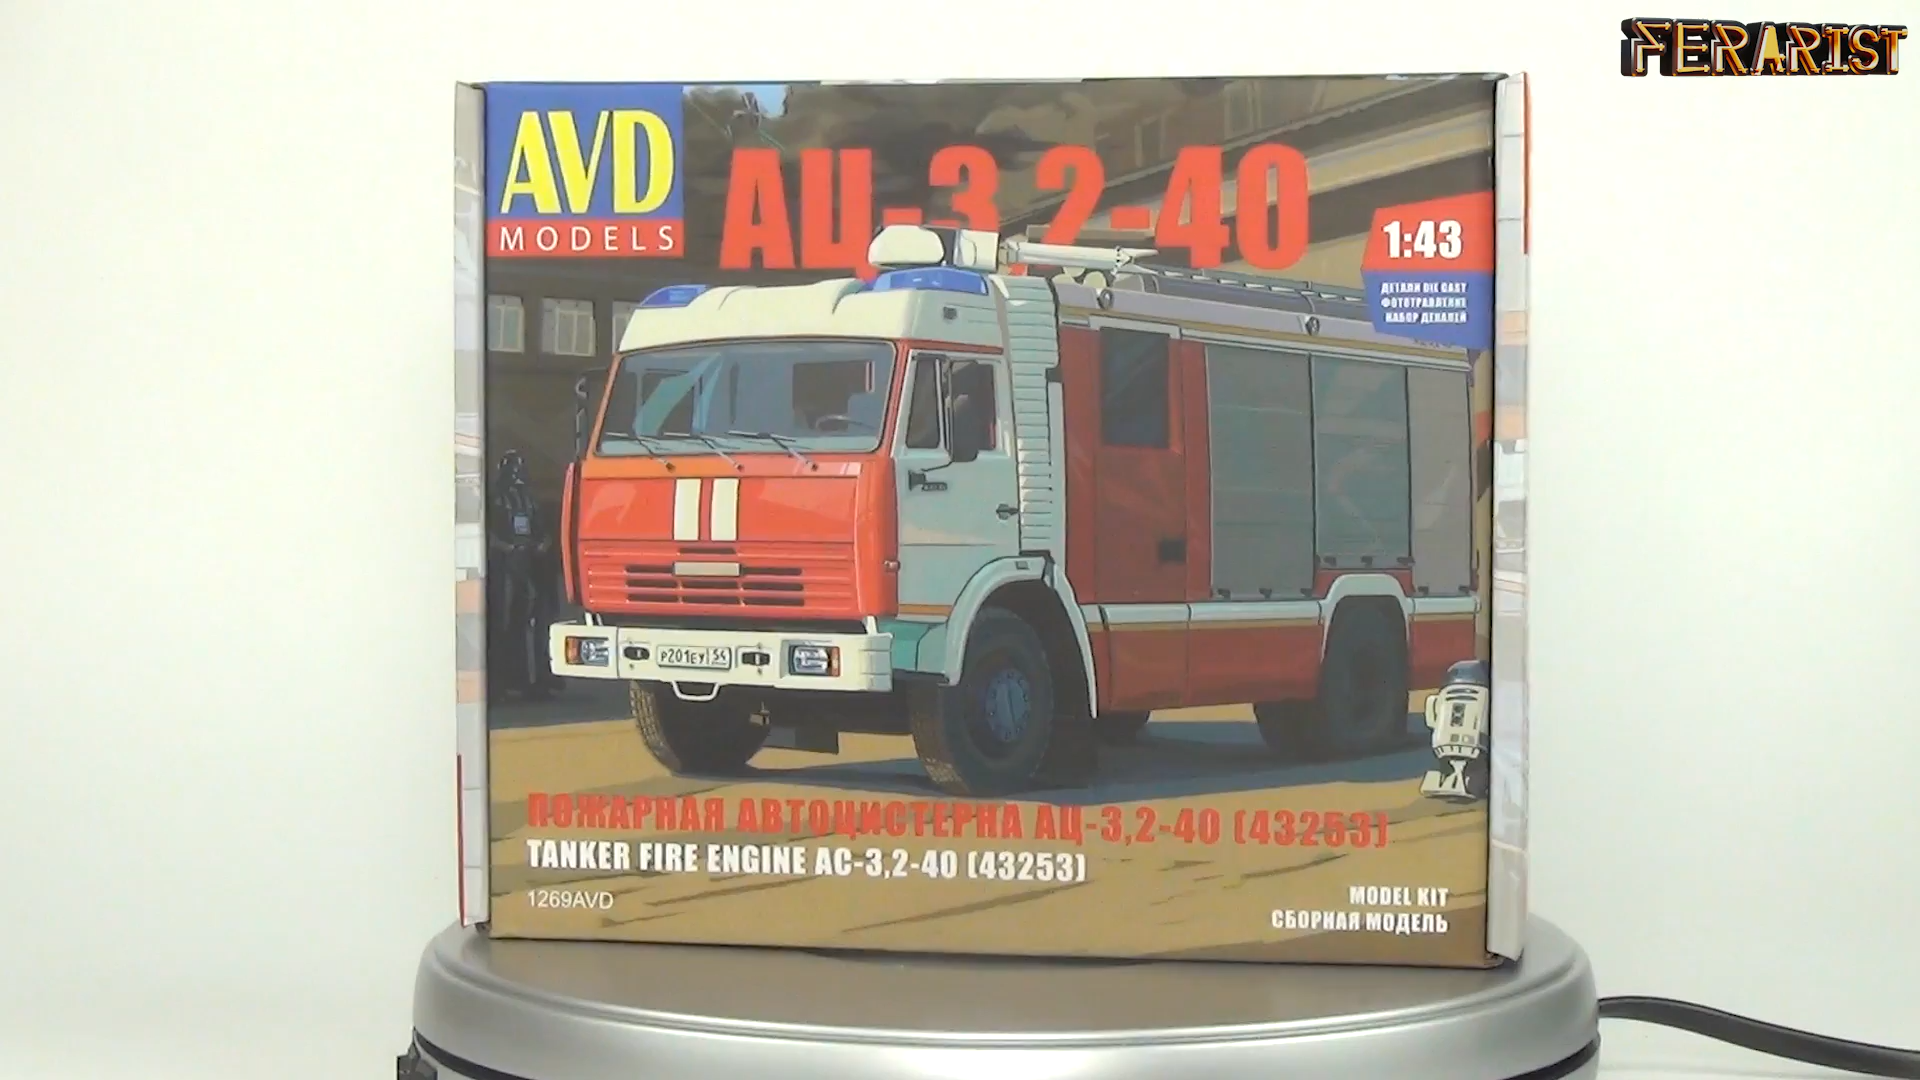 FERARIST
AVD
MODELS
АЦ-3,2-40
1:43
ДЕТАЛИ DIE CAST
ФОТОТРАВЛЕНИЕ
НАБОР ДЕКАЛЕЙ
Р201ЕУ 54
ПОЖАРНАЯ АВТОЦИСТЕРНА АЦ-3,2-40 (43253)
TANKER FIRE ENGINE AC-3,2-40 (43253)
1269AVD
MODEL KIT
СБОРНАЯ МОДЕЛЬ